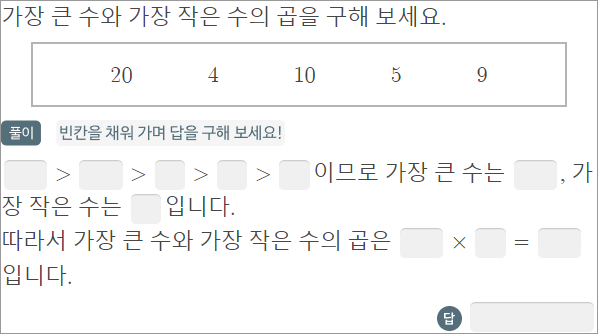 가장 큰 수와 가장 작은 수의 곱을 구해 보세요.
20 4 10 5 9
풀이 빈칸을 채워 가며 답을 구해 보세요!
> > > > 이므로 가장 큰 수는 , 가
장 작은 수는 입니다.
따라서 가장 큰 수와 가장 작은 수의 곱은 × =
입니다.
답